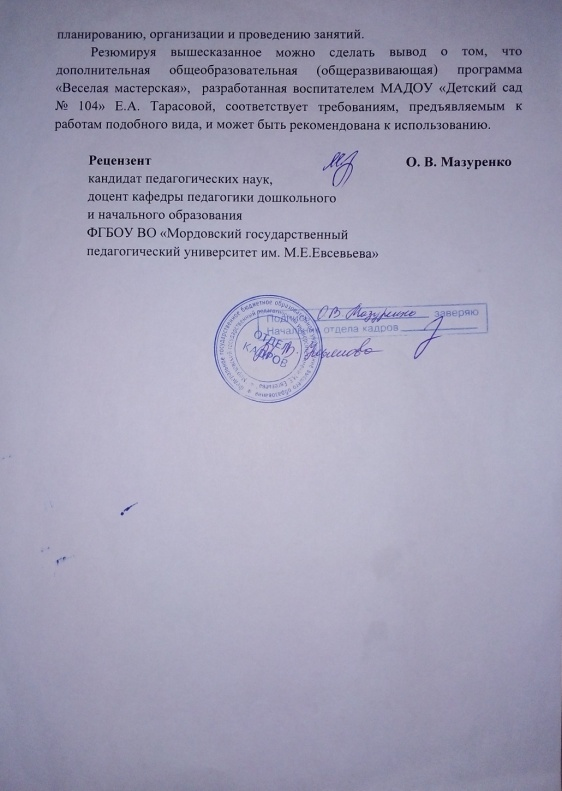 планированию, организации и проведению занятий.
Резюмируя вышесказанное можно сделать вывод о том, что
дополнительная общеобразовательная (общеразвивающая) программа
«Веселая мастерская», разработанная воспитателем МАДОУ «Детский сад
№ 104» Е.А. Тарасовой, соответствует требованиям, предъявляемым к
работам подобного вида, и может быть рекомендована к использованию.
Рецензент О. В. Мазуренко
кандидат педагогических наук,
доцент кафедры педагогики дошкольного
и начального образования
ФГБОУ ВО «Мордовский государственный
педагогический университет им. М.Е.Евсевьева»
Подпись О.В. Мазуренко заверяю
Начальник отдела кадров
ОТДЕЛ
КАДРОВ